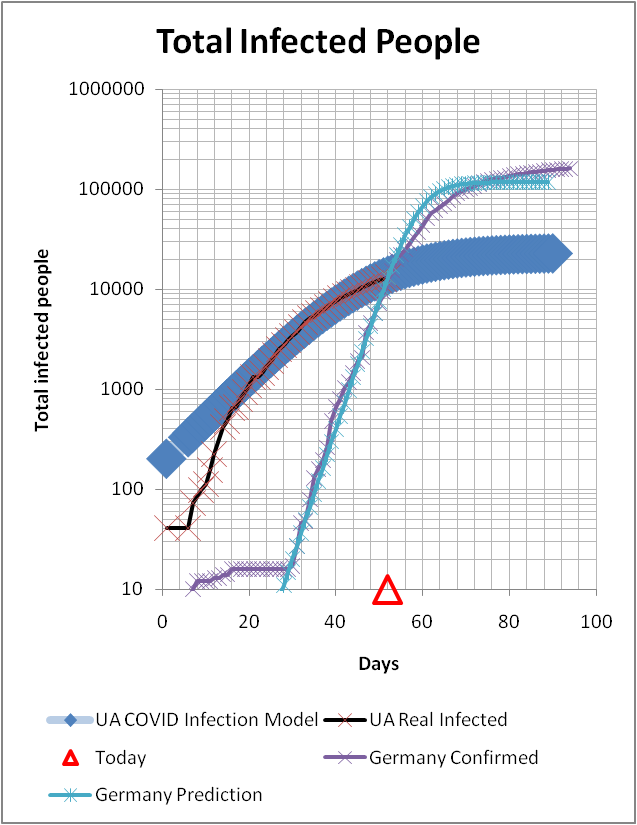 Total Infected People
1000000
100000
10000
1000
100
10
Total infected people
0 20 40 60 80 100
Days
UA COVID Infection Model UA Real Infected
Today Germany Confirmed
Germany Prediction